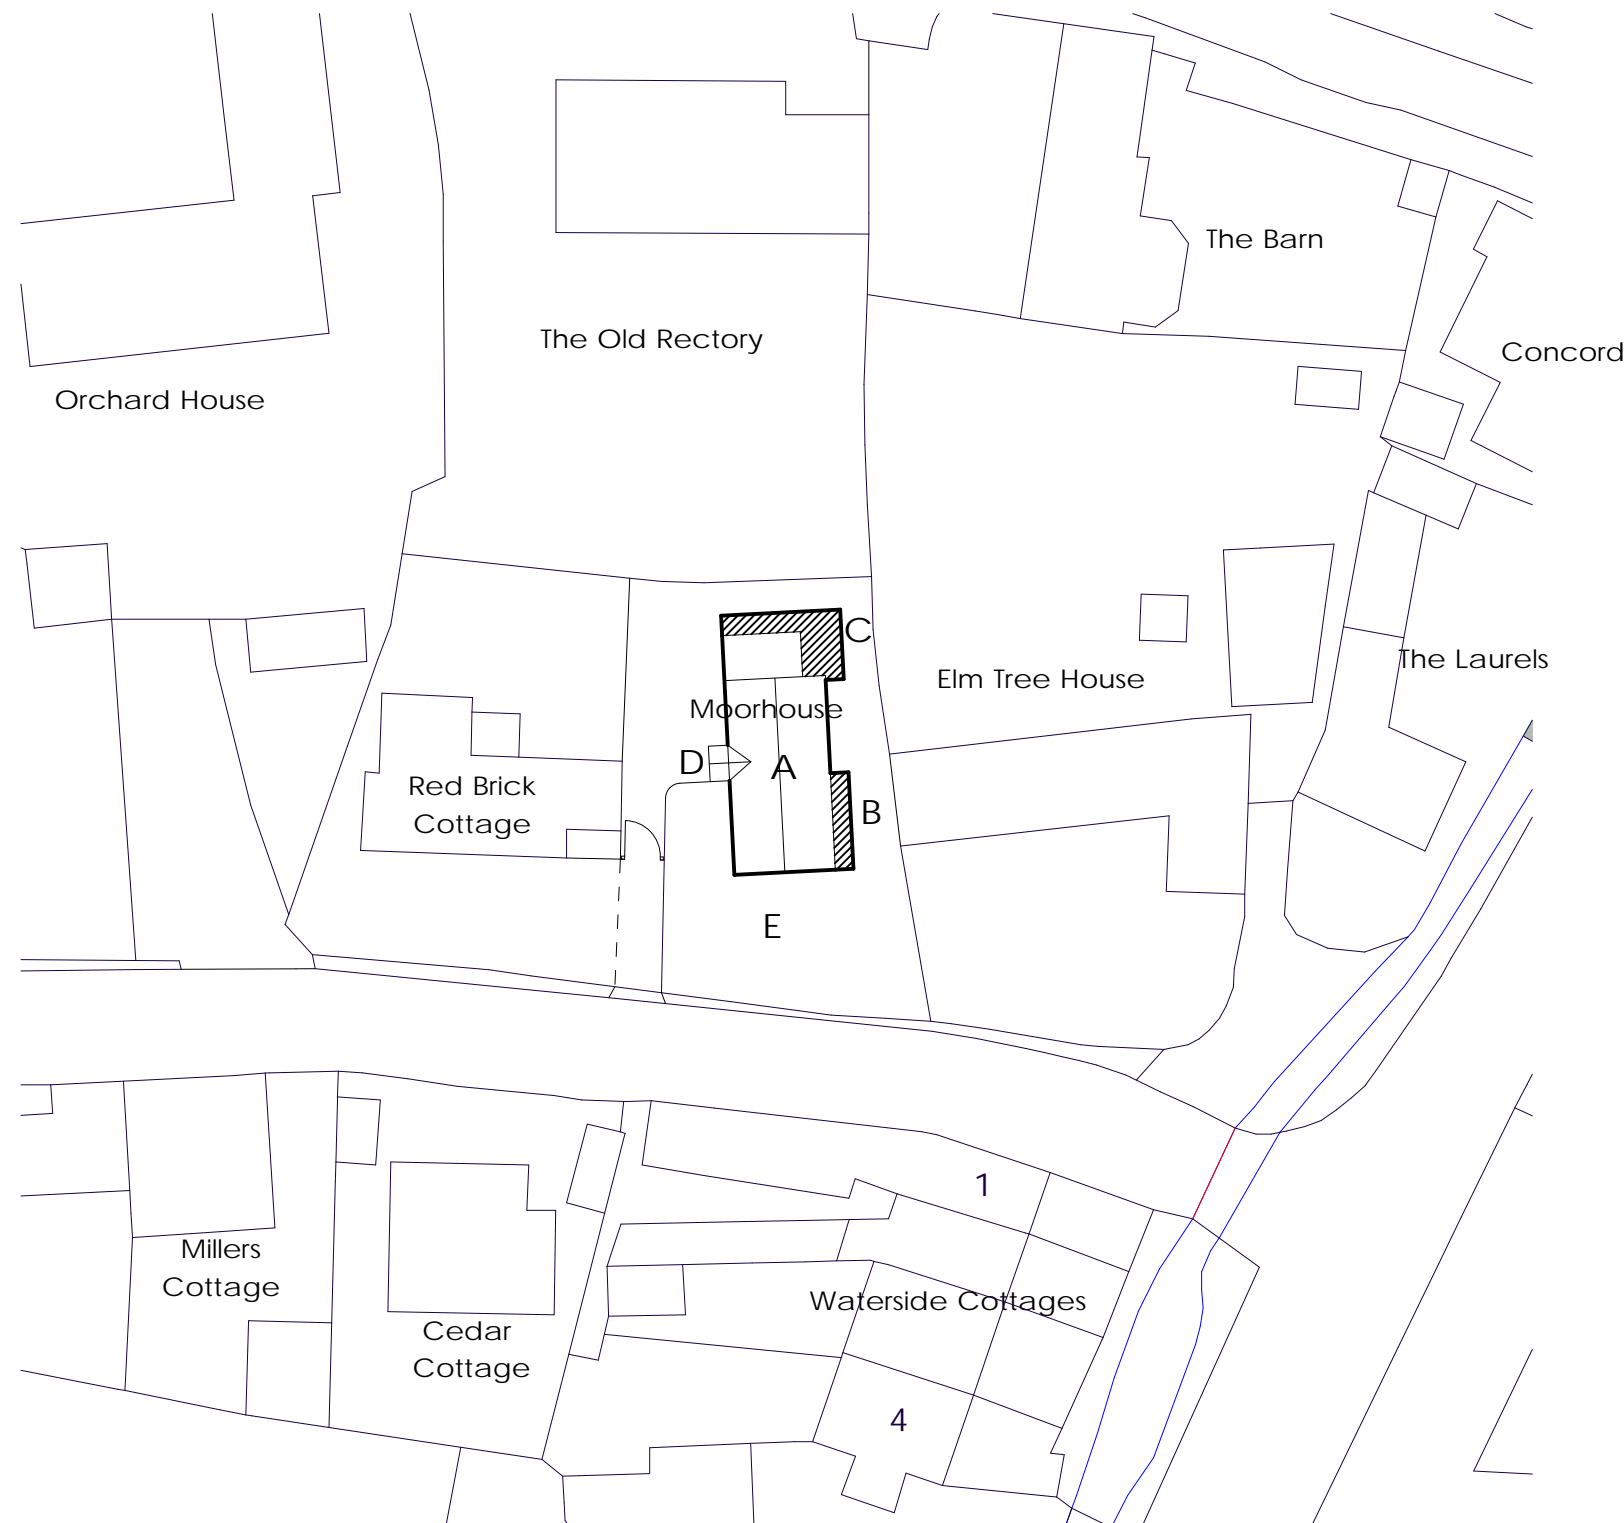 The Barn
The Old Rectory
Concord
Orchard House
C
The Laurels
Elm Tree House
Moorhouse
D
A
Red Brick
Cottage
B
E
1
Millers
Cottage
Waterside Cottages
Cedar
Cottage
4